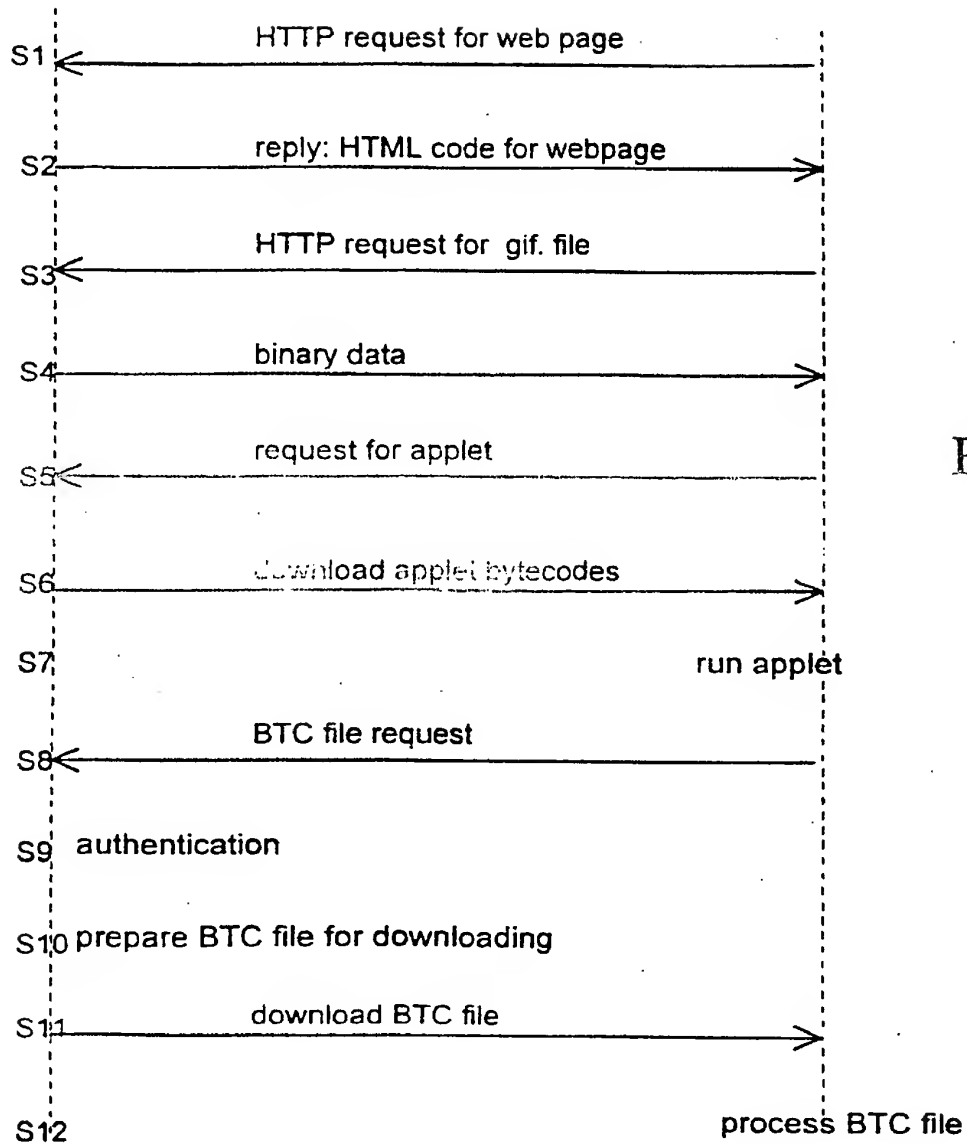 HTTP request for web page
S1
reply: HTML code for webpage
S2
HTTP request for gif. file
S3
binary data
S4
request for applet
S5
download applet bytecodes
S6
S7 run applet
BTC file request
S8
S9 authentication
S10 prepare BTC file for downloading
download BTC file
S11
S12 process BTC file